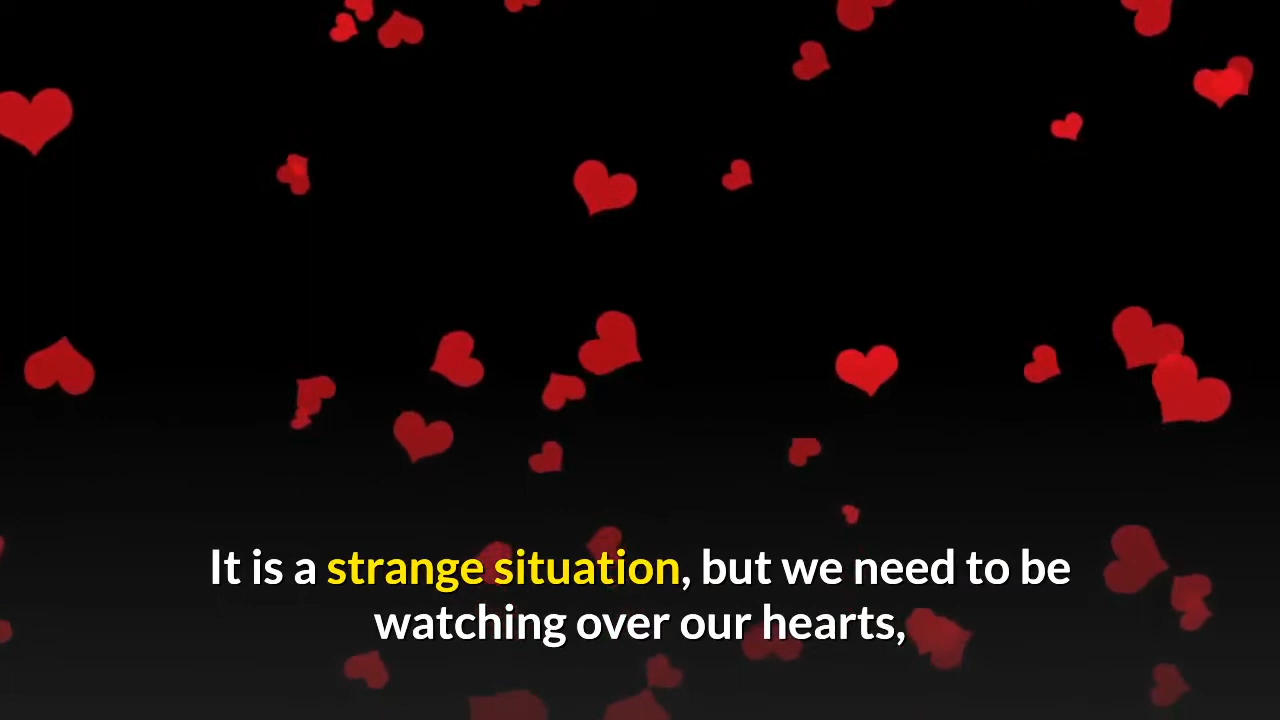 It is a strange situation, but we need to be
watching over our hearts,